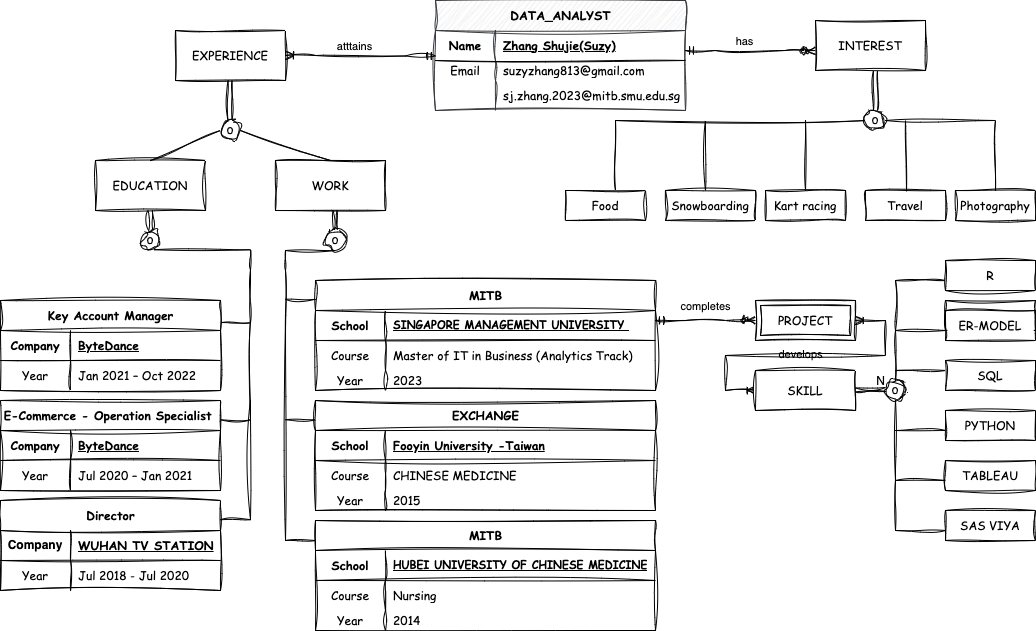 DATA_ANALYST
Name Zhang Shujie(Suzy)
Email suzyzhang813@gmail.com
sj.zhang.2023@mitb.smu.edu.sg
EXPERIENCE
atttains
has
INTEREST
EDUCATION
WORK
O
O
O
O
Food
Snowboarding
Kart racing
Travel
Photography
Key Account Manager
Company ByteDance
Year Jan 2021 – Oct 2022
E-Commerce - Operation Specialist
Company ByteDance
Year Jul 2020 – Jan 2021
Director
Company WUHAN TV STATION
Year Jul 2018 - Jul 2020
MITB
School SINGAPORE MANAGEMENT UNIVERSITY
Course Master of IT in Business (Analytics Track)
Year 2023
EXCHANGE
School Fooyin University -Taiwan
Course CHINESE MEDICINE
Year 2015
MITB
School HUBEI UNIVERSITY OF CHINESE MEDICINE
Course Nursing
Year 2014
completes
PROJECT
develops
SKILL
N
O
R
ER-MODEL
SQL
PYTHON
TABLEAU
SAS VIYA